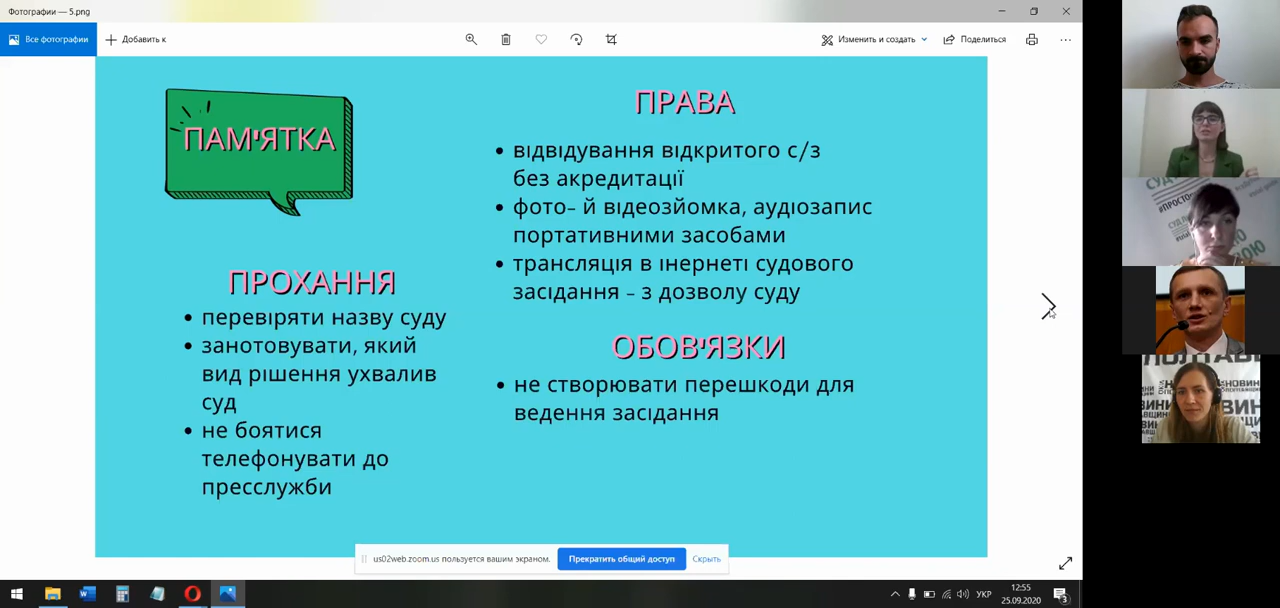 Фотографии — 5.png
Все фотографии
Добавить к
Изменить и создать
Поделиться
ПАМ'ЯТКА
ПРОХАННЯ
• перевіряти назву суду
• занотовувати, який
вид рішення ухвалив
суд
• не боятися
телефонувати до
пресслужби
ПРАВА
• відвідування відкритого с/з
без акредитації
• фото– й відеозйомка, аудіозапис
портативними засобами
• трансляція в інернеті судового
засідання – з дозволу суду
ОБОВ'ЯЗКИ
• не створювати перешкоди для
ведення засідання
us02web.zoom.us пользуется вашим экраном.
Прекратить общий доступ
Скрыть
УКР
12:55
25.09.2020
3
#ПРОСТО
НОВИНИ